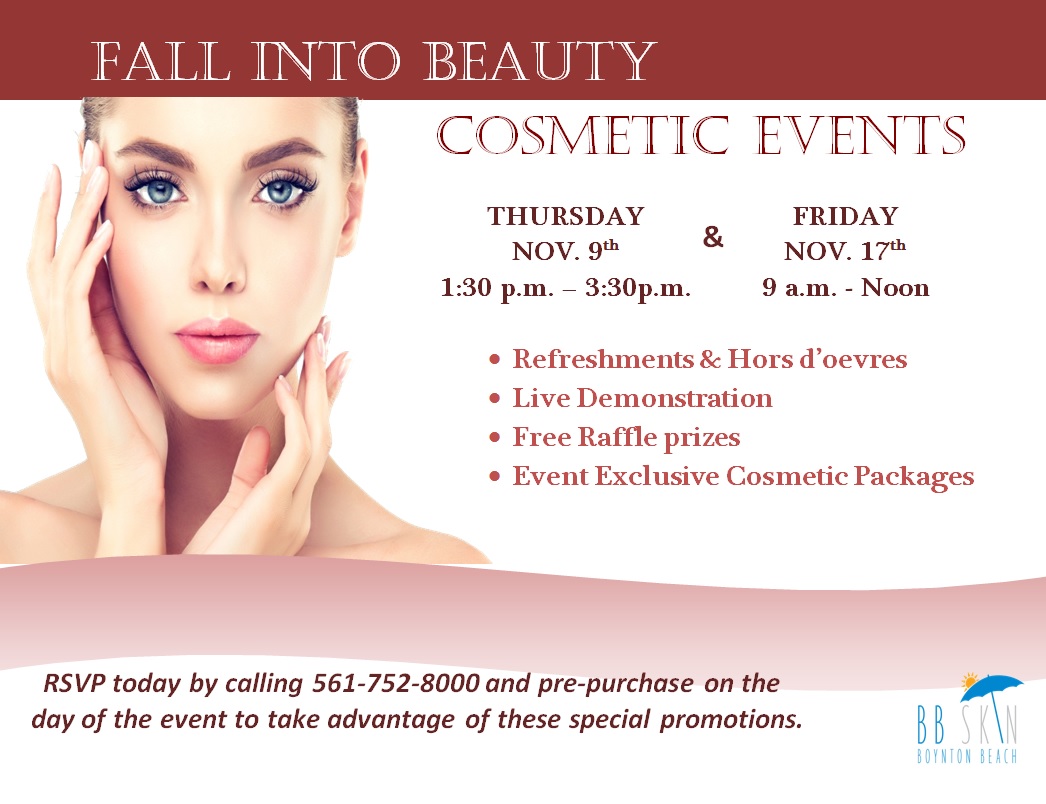 FALL INTO BEAUTY
COSMETIC EVENTS
THURSDAY
NOV. 9th
1:30 p.m. – 3:30p.m.
&
FRIDAY
NOV. 17th
9 a.m. - Noon
• Refreshments & Hors d’oevres
• Live Demonstration
• Free Raffle prizes
• Event Exclusive Cosmetic Packages
RSVP today by calling 561-752-8000 and pre-purchase on the
day of the event to take advantage of these special promotions.
BB SKIN
BOYNTON BEACH